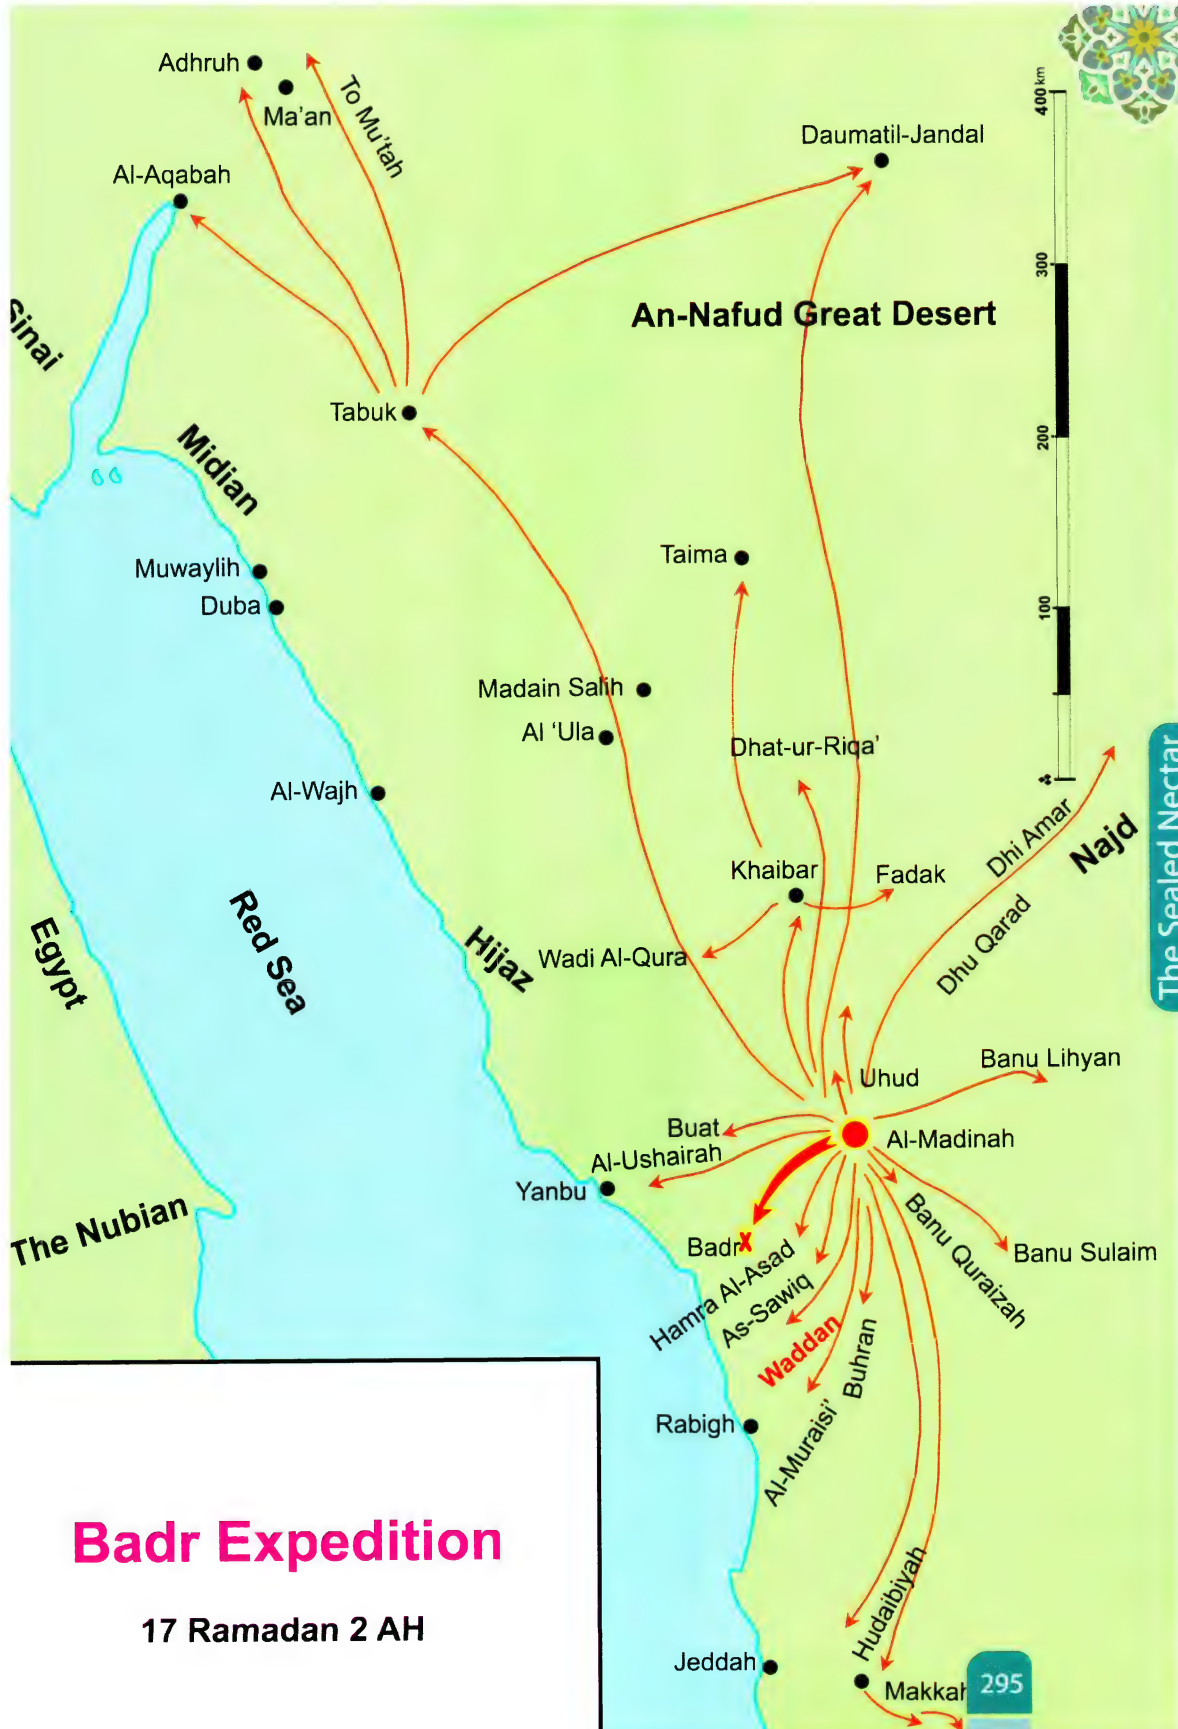 Adhruh
Ma'an
To Mu'tah
Al-Aqabah
Daumatil-Jandal
400 km
300
200
100
An-Nafud Great Desert
Sinai
Tabuk
Midian
Taima
Muwaylih
Duba
Madain Salih
Al 'Ula
Dhat-ur-Riqa'
Al-Wajh
Dhi Amar
Najd
The Sealed Nectar
Khaibar
Fadak
Dhu Qarad
Egypt
Red Sea
Hijaz
Wadi Al-Qura
Uhud
Banu Lihyan
Buat
Al-Madinah
Al-Ushairah
Yanbu
The Nubian
Badr
X
Banu Quraizah
Banu Sulaim
Hamra Al-Asad
As-Sawiq
Waddan
Buhran
Al-Muraisi'
Rabigh
Hudaibiyah
Jeddah
Makkah
Badr Expedition
17 Ramadan 2 AH
295